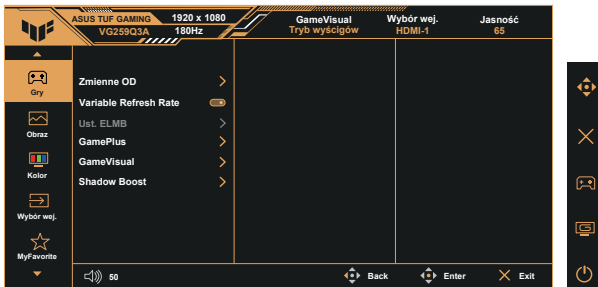 ASUS TUF GAMING 1920 x 1080 GameVisual Wybór wej. Jasność
VG259Q3A 180Hz Tryb wyścigów HDMI-1 65
Gry
Obraz
Kolor
Wybór wej.
MyFavorite
Zmienne OD
Variable Refresh Rate
Ust. ELMB
GamePlus
GameVisual
Shadow Boost
50 Back Enter Exit